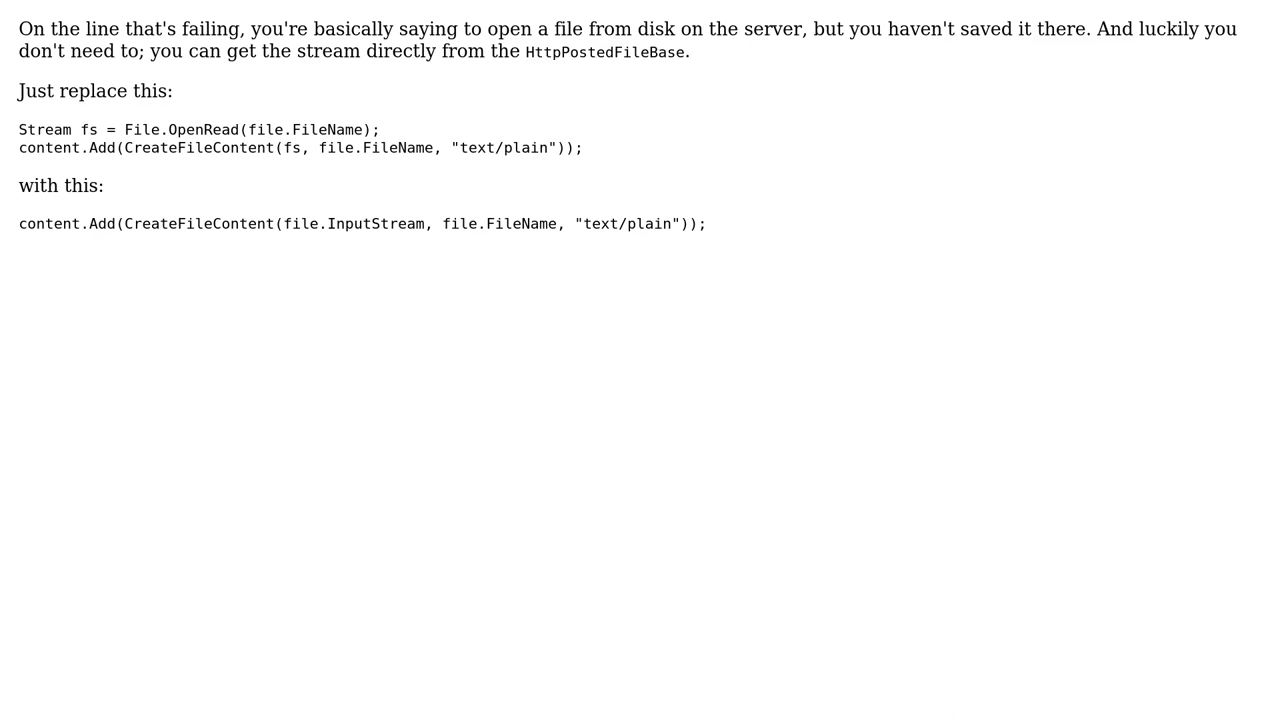 On the line that's failing, you're basically saying to open a file from disk on the server, but you haven't saved it there. And luckily you
don't need to; you can get the stream directly from the HttpPostedFileBase.
Just replace this:
Stream fs = File.OpenRead(file.FileName);
content.Add(CreateFileContent(fs, file.FileName, "text/plain"));
with this:
content.Add(CreateFileContent(file.InputStream, file.FileName, "text/plain"));